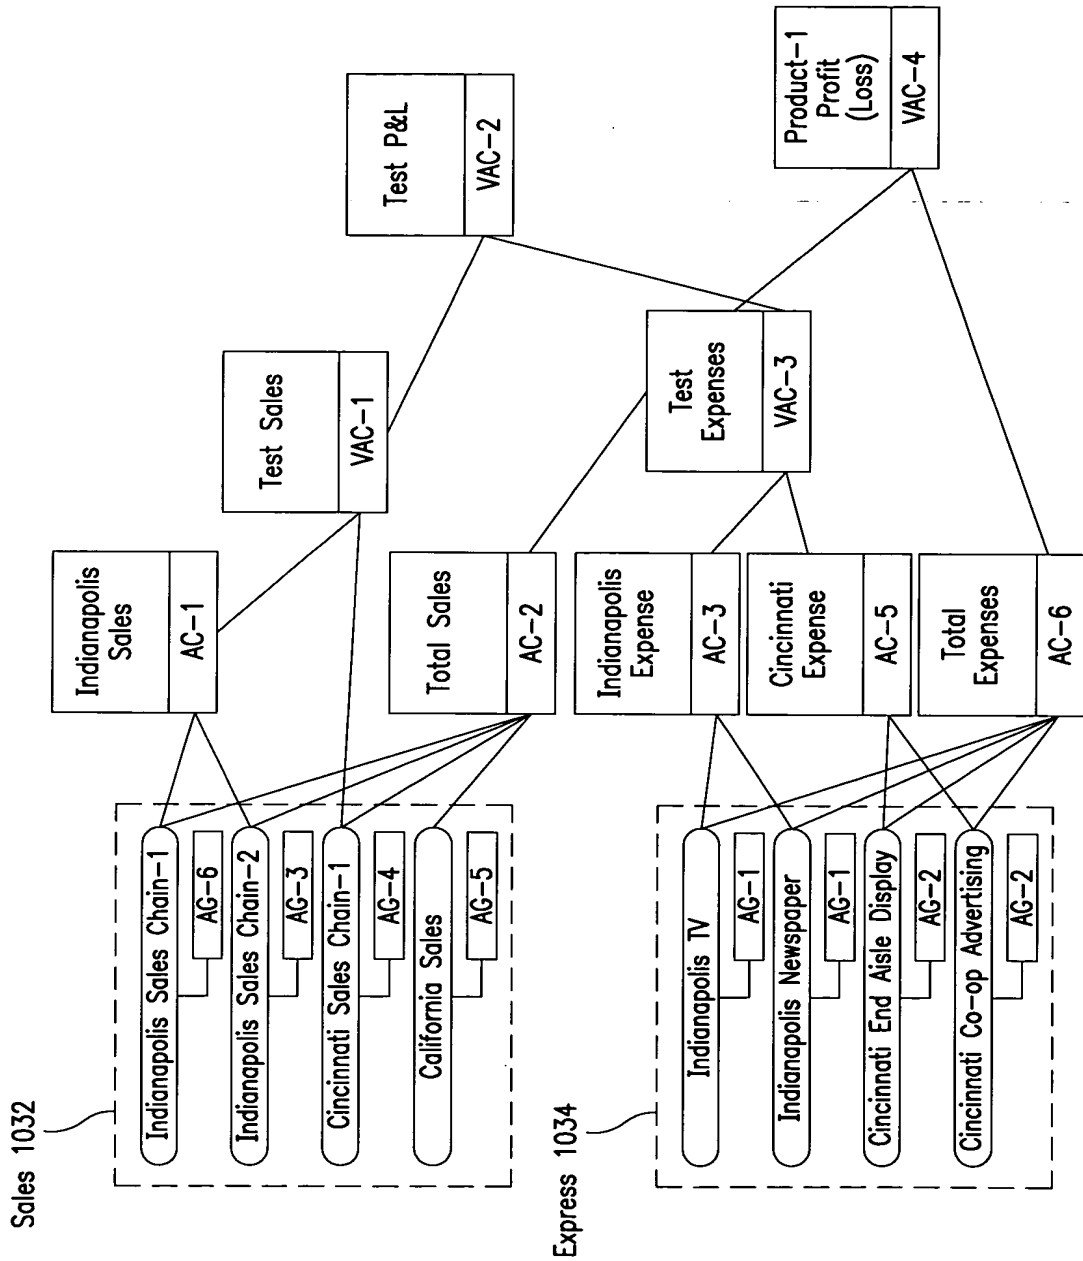 Sales 1032
Indianapolis Sales Chain-1
AG-6
Indianapolis Sales Chain-2
AG-3
Cincinnati Sales Chain-1
AG-4
California Sales
AG-5
Express 1034
Indianapolis TV
AG-1
Indianapolis Newspaper
AG-1
Cincinnati End Aisle Display
AG-2
Cincinnati Co-op Advertising
AG-2
Indianapolis
Sales
AC-1
Total Sales
AC-2
Indianapolis
Expense
AC-3
Cincinnati
Expense
AC-5
Total
Expenses
AC-6
Test Sales
VAC-1
Test
Expenses
VAC-3
Test P&L
VAC-2
Product-1
Profit
(Loss)
VAC-4